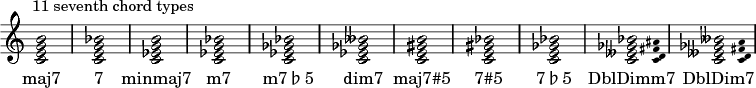 11 seventh chord types
maj7 7 minmaj7 m7 m7♭5 dim7 maj7#5 7#5 7♭5 DblDimm7 DblDim7